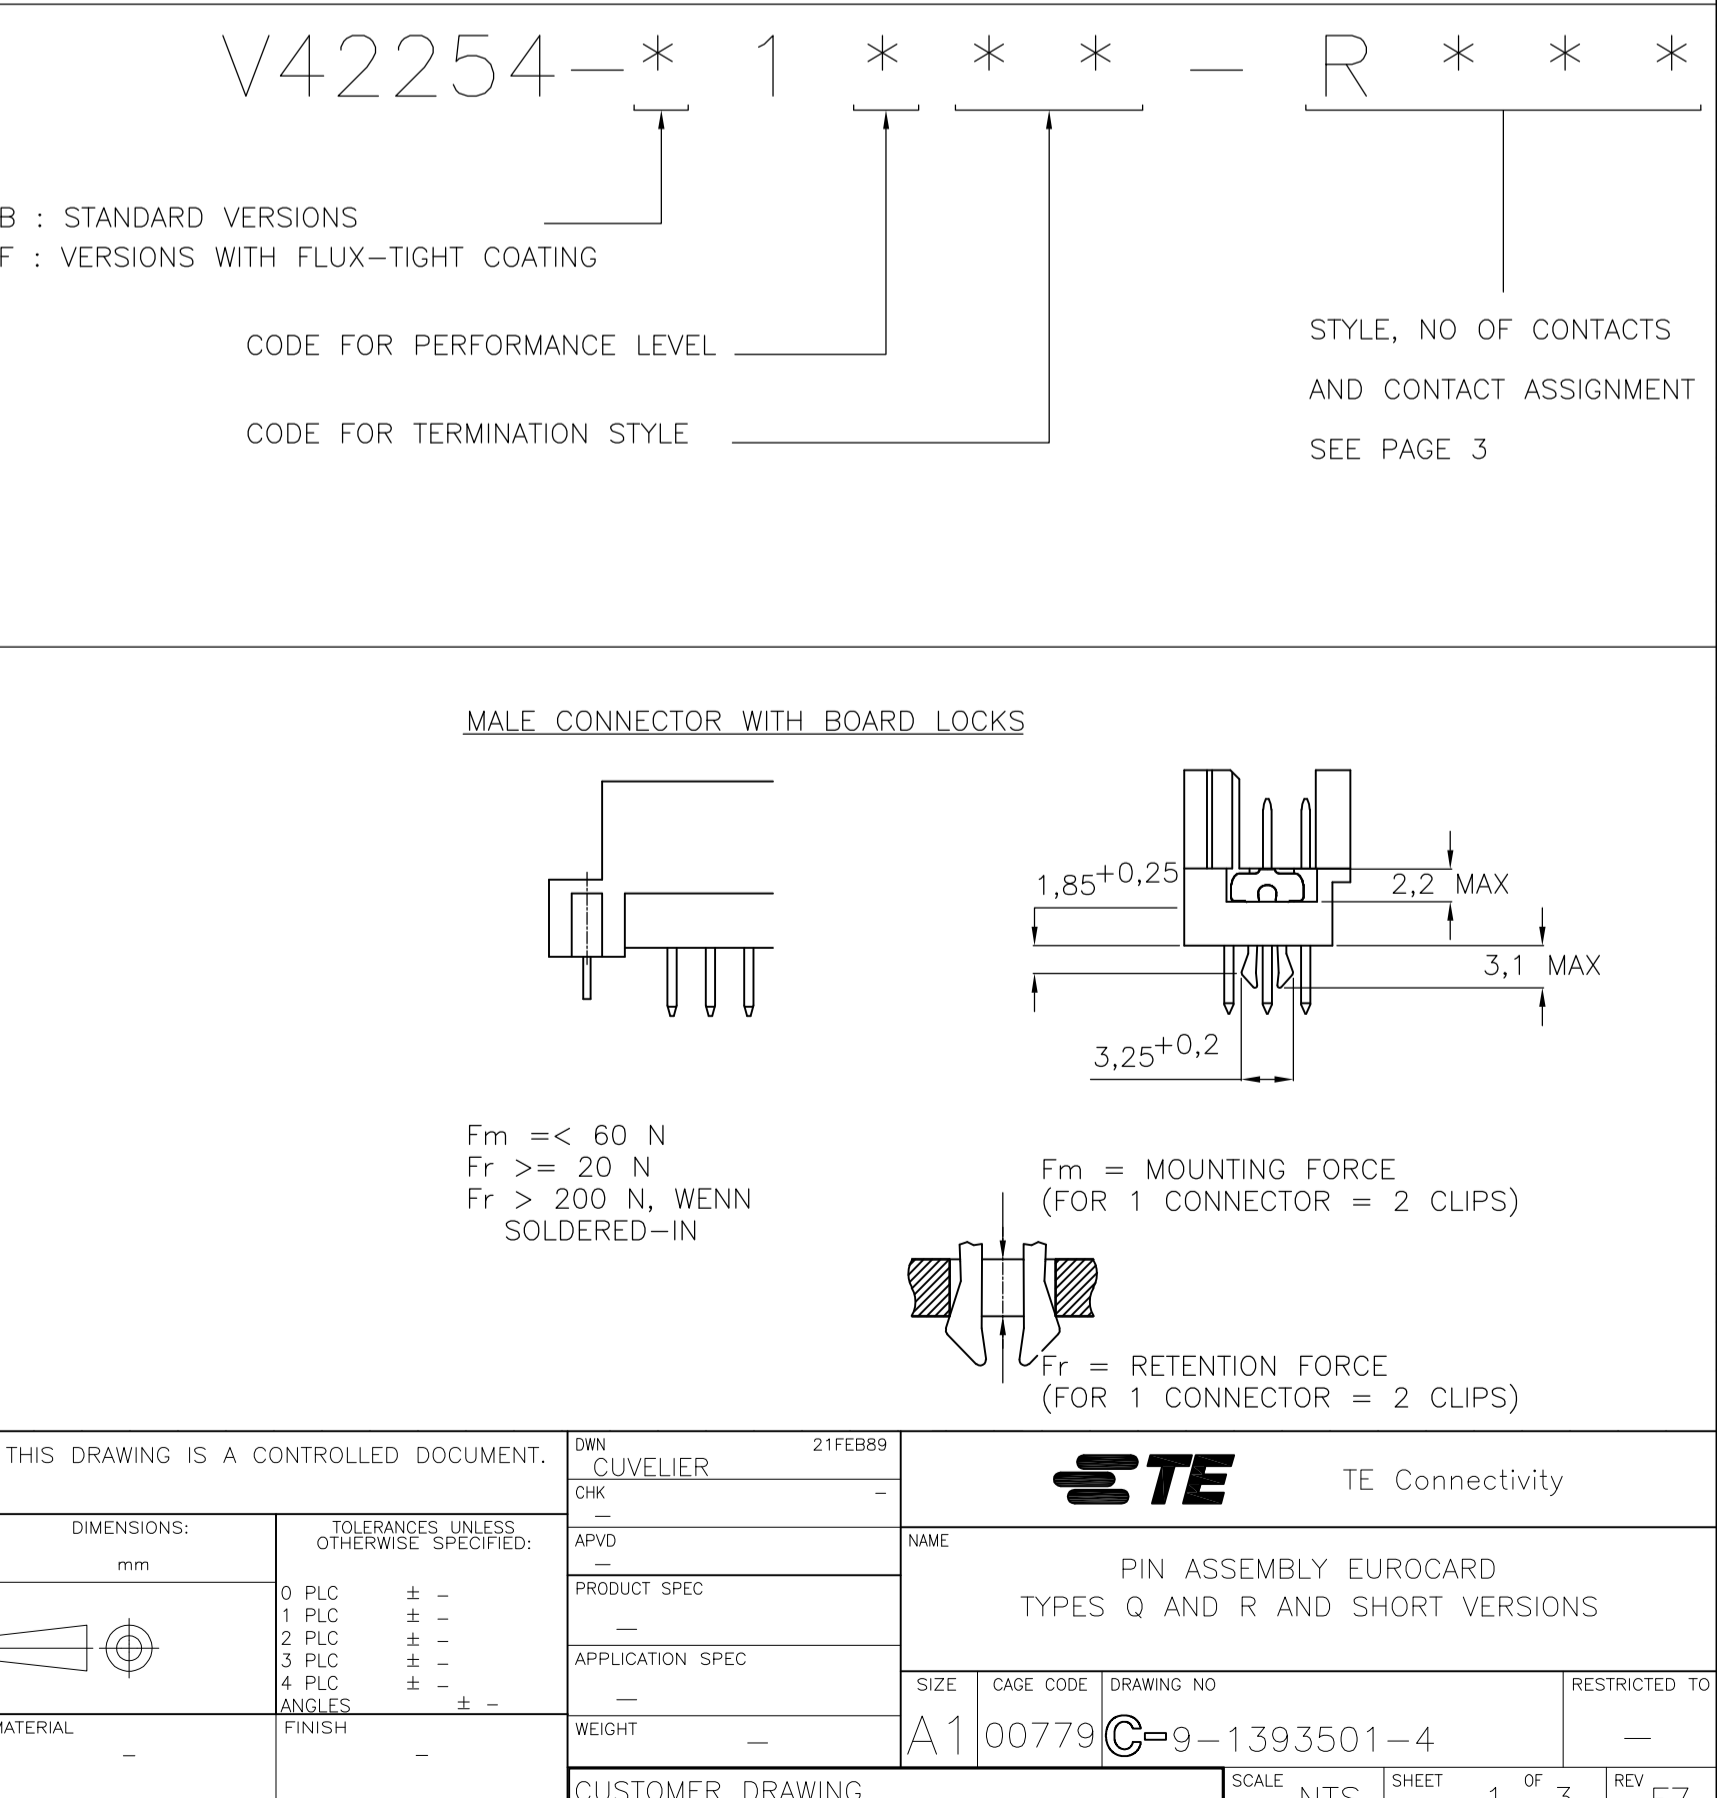 V42254-* 1 * * * - R * * *
B : STANDARD VERSIONS
F : VERSIONS WITH FLUX-TIGHT COATING
CODE FOR PERFORMANCE LEVEL
CODE FOR TERMINATION STYLE
STYLE, NO OF CONTACTS
AND CONTACT ASSIGNMENT
SEE PAGE 3
MALE CONNECTOR WITH BOARD LOCKS
1,85+0,25
2,2 MAX
3,1 MAX
3,25+0,2
Fm =< 60 N
Fr >= 20 N
Fr > 200 N, WENN
SOLDERED-IN
Fm = MOUNTING FORCE
(FOR 1 CONNECTOR = 2 CLIPS)
Fr = RETENTION FORCE
(FOR 1 CONNECTOR = 2 CLIPS)
THIS DRAWING IS A CONTROLLED DOCUMENT.
DIMENSIONS:
mm
TOLERANCES UNLESS
OTHERWISE SPECIFIED:
0 PLC ± -
1 PLC ± -
2 PLC ± -
3 PLC ± -
4 PLC ± -
ANGLES ± -
MATERIAL
-
FINISH
-
DWN 21FEB89
CUVELIER
CHK -
-
APVD
-
PRODUCT SPEC
-
APPLICATION SPEC
-
WEIGHT -
CUSTOMER DRAWING
TE TE Connectivity
NAME
PIN ASSEMBLY EUROCARD
TYPES Q AND R AND SHORT VERSIONS
SIZE
A1
CAGE CODE
00779
DRAWING NO
C-9-1393501-4
RESTRICTED TO
-
SCALE NTS
SHEET 1 OF 3
REV